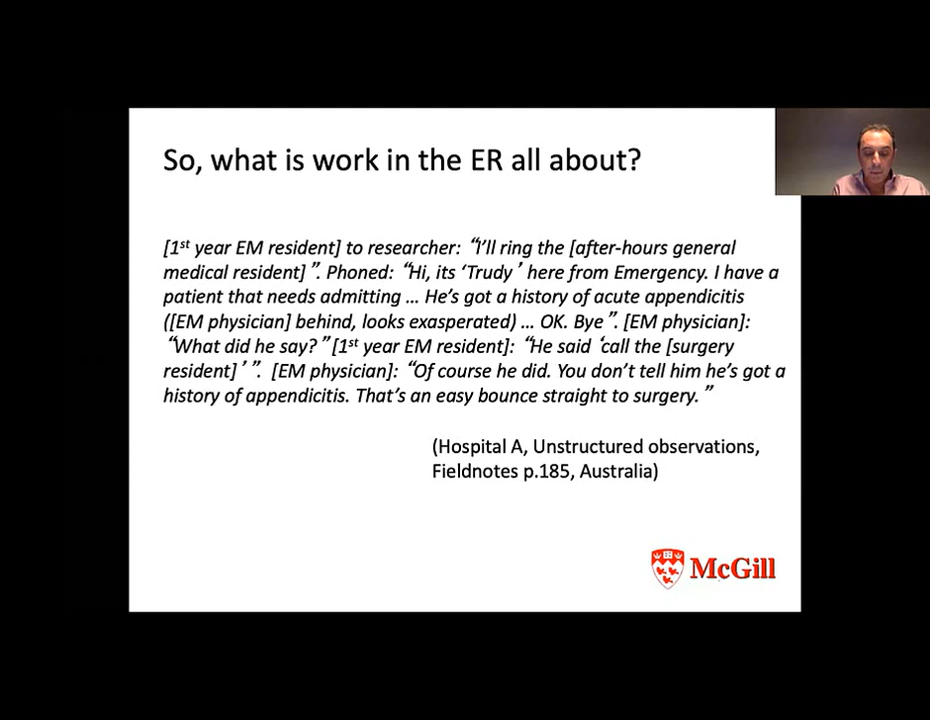 So, what is work in the ER all about?
[1st year EM resident] to researcher: “I’ll ring the [after-hours general
medical resident] ”. Phoned: “Hi, its ‘Trudy ’ here from Emergency. I have a
patient that needs admitting … He’s got a history of acute appendicitis
([EM physician] behind, looks exasperated) … OK. Bye ”. [EM physician]:
“What did he say? ” [1st year EM resident]: “He said ‘call the [surgery
resident] ’ ”. [EM physician]: “Of course he did. You don’t tell him he’s got a
history of appendicitis. That’s an easy bounce straight to surgery. ”
(Hospital A, Unstructured observations,
Fieldnotes p.185, Australia)
McGill